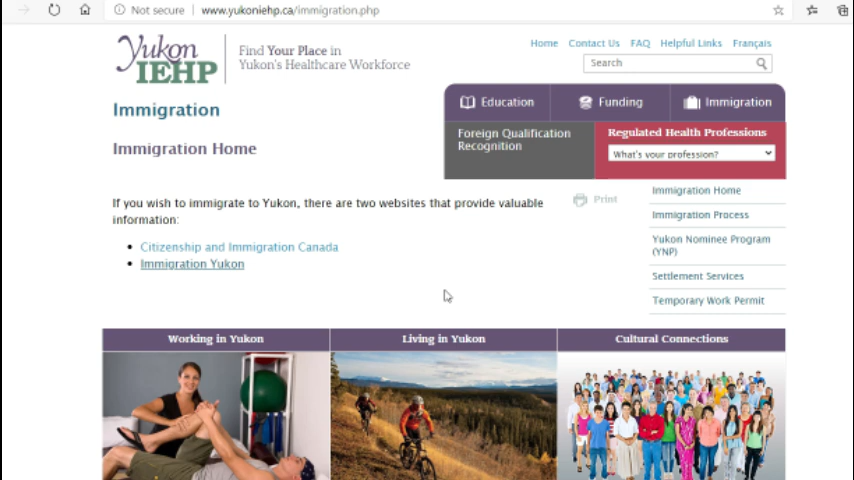 Not secure | www.yukoniehp.ca/immigration.php
Yukon
IEHP
Find Your Place in
Yukon's Healthcare Workforce
Home Contact Us FAQ Helpful Links Français
Search
Immigration
Education Funding Immigration
Foreign Qualification
Recognition
Regulated Health Professions
What's your profession?
Immigration Home
If you wish to immigrate to Yukon, there are two websites that provide valuable
information:
• Citizenship and Immigration Canada
• Immigration Yukon
Print
Immigration Home
Immigration Process
Yukon Nominee Program
(YNP)
Settlement Services
Temporary Work Permit
Working in Yukon Living in Yukon Cultural Connections